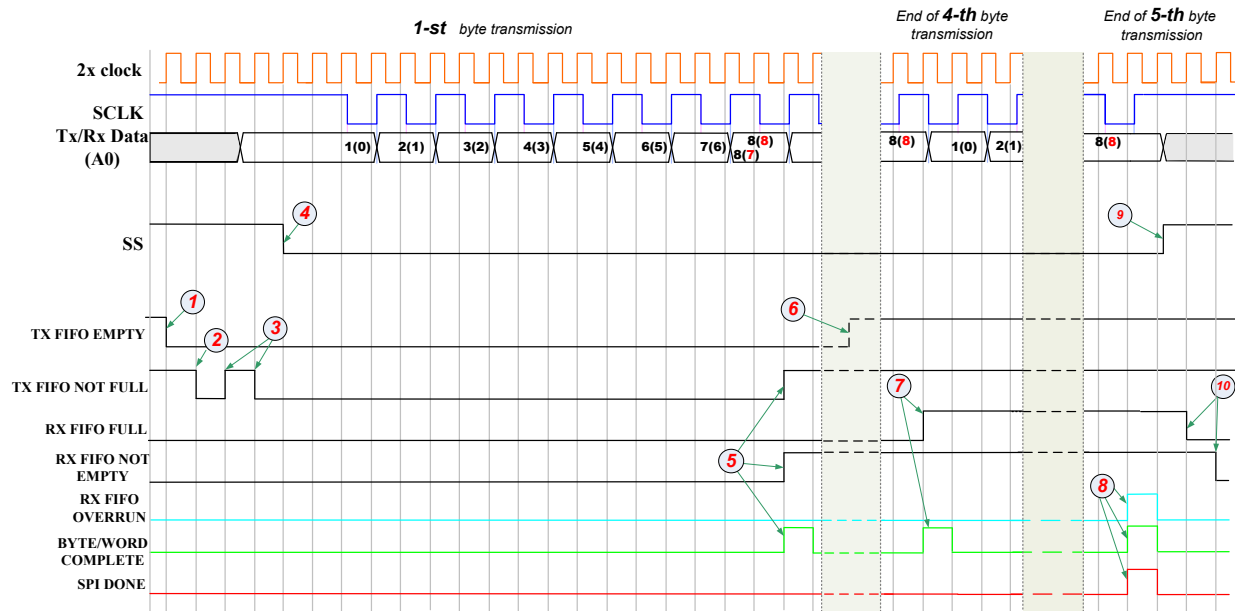 1-st byte transmission
End of 4-th byte
transmission
End of 5-th byte
transmission
2x clock
SCLK
Tx/Rx Data
(A0)
1(0)
2(1)
3(2)
4(3)
5(4)
6(5)
7(6)
8(8)
8(7)
8(8)
1(0)
2(1)
8(8)
4
9
SS
1
2
3
6
TX FIFO EMPTY
TX FIFO NOT FULL
7
10
RX FIFO FULL
5
RX FIFO NOT
EMPTY
8
RX FIFO
OVERRUN
BYTE/WORD
COMPLETE
SPI DONE